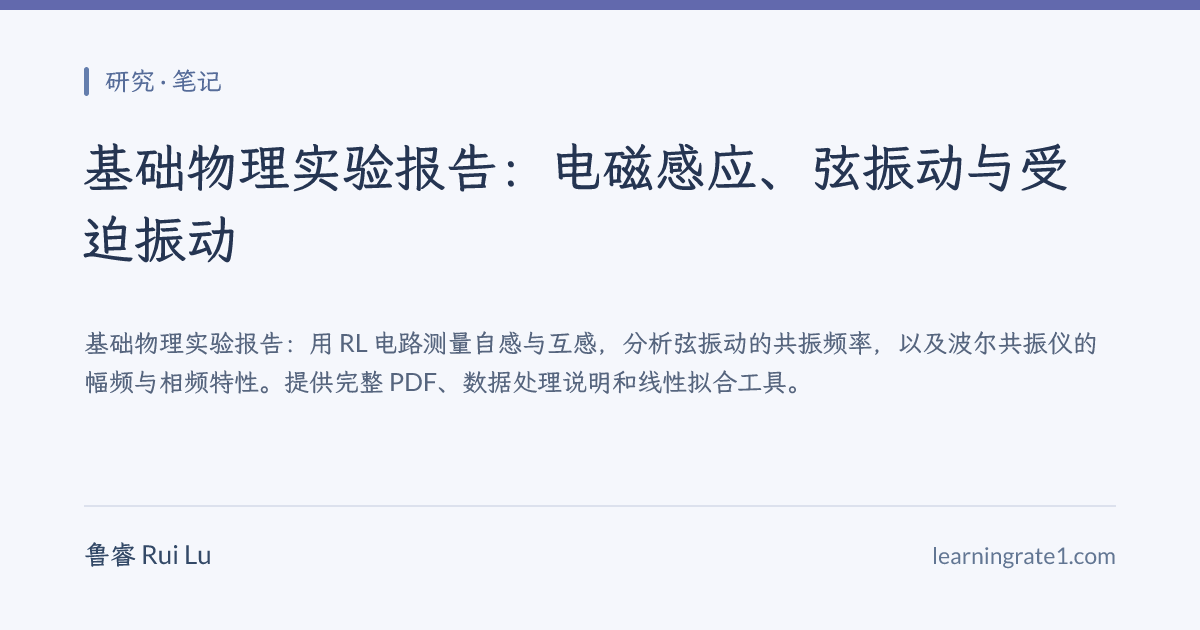 研究 · 笔记
基础物理实验报告：电磁感应、弦振动与受
迫振动
基础物理实验报告：用 RL 电路测量自感与互感，分析弦振动的共振频率，以及波尔共振仪的
幅频与相频特性。提供完整 PDF、数据处理说明和线性拟合工具。
鲁睿 Rui Lu
learningrate1.com